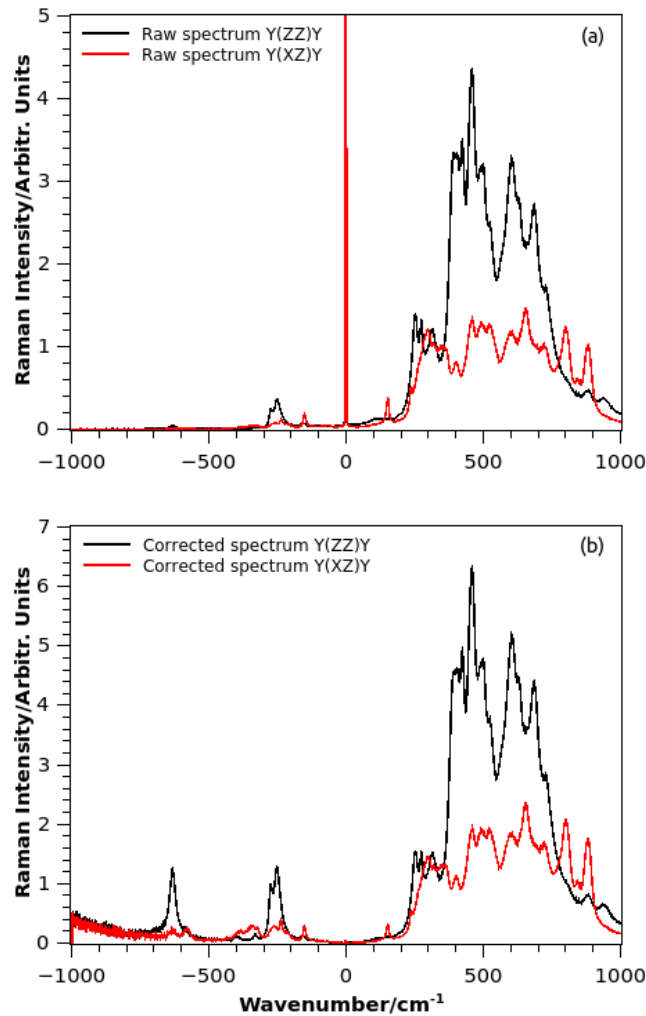 5
Raw spectrum Y(ZZ)Y
(a)
Raw spectrum Y(XZ)Y
4
3
2
1
0
Raman Intensity/Arbitr. Units
−1000 −500 0 500 1000
7
Corrected spectrum Y(ZZ)Y
(b)
Corrected spectrum Y(XZ)Y
6
5
4
3
2
1
0
Raman Intensity/Arbitr. Units
−1000 −500 0 500 1000
Wavenumber/cm⁻¹